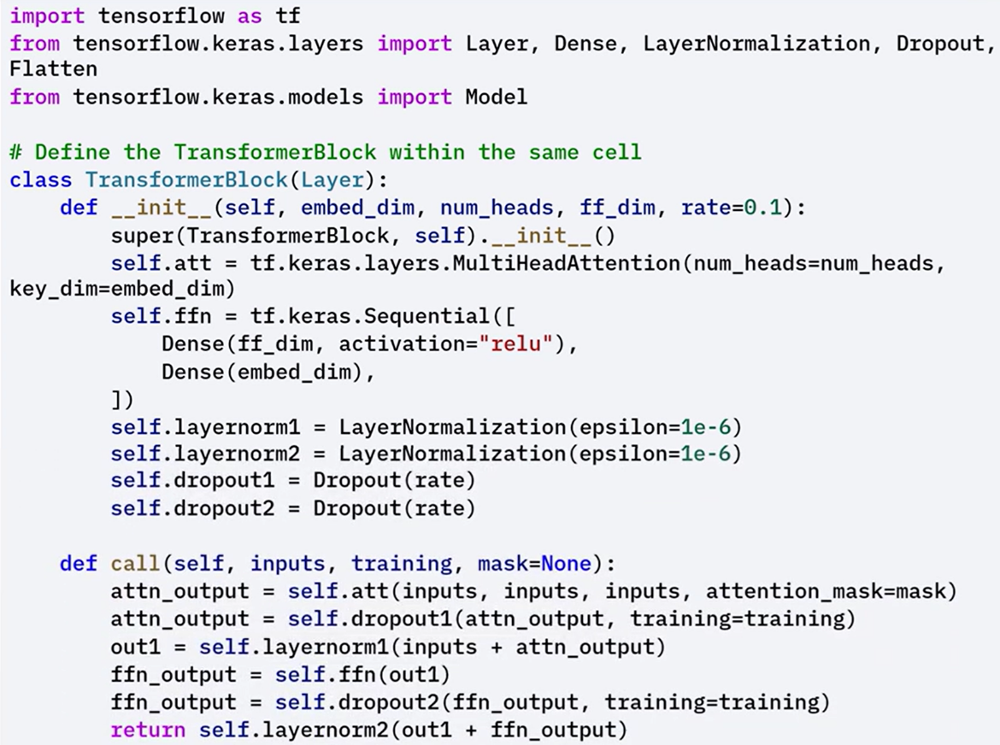 import tensorflow as tf
from tensorflow.keras.layers import Layer, Dense, LayerNormalization, Dropout,
Flatten
from tensorflow.keras.models import Model

# Define the TransformerBlock within the same cell
class TransformerBlock(Layer):
    def __init__(self, embed_dim, num_heads, ff_dim, rate=0.1):
        super(TransformerBlock, self).__init__()
        self.att = tf.keras.layers.MultiHeadAttention(num_heads=num_heads,
key_dim=embed_dim)
        self.ffn = tf.keras.Sequential([
            Dense(ff_dim, activation="relu"),
            Dense(embed_dim),
        ])
        self.layernorm1 = LayerNormalization(epsilon=1e-6)
        self.layernorm2 = LayerNormalization(epsilon=1e-6)
        self.dropout1 = Dropout(rate)
        self.dropout2 = Dropout(rate)

    def call(self, inputs, training, mask=None):
        attn_output = self.att(inputs, inputs, inputs, attention_mask=mask)
        attn_output = self.dropout1(attn_output, training=training)
        out1 = self.layernorm1(inputs + attn_output)
        ffn_output = self.ffn(out1)
        ffn_output = self.dropout2(ffn_output, training=training)
        return self.layernorm2(out1 + ffn_output)